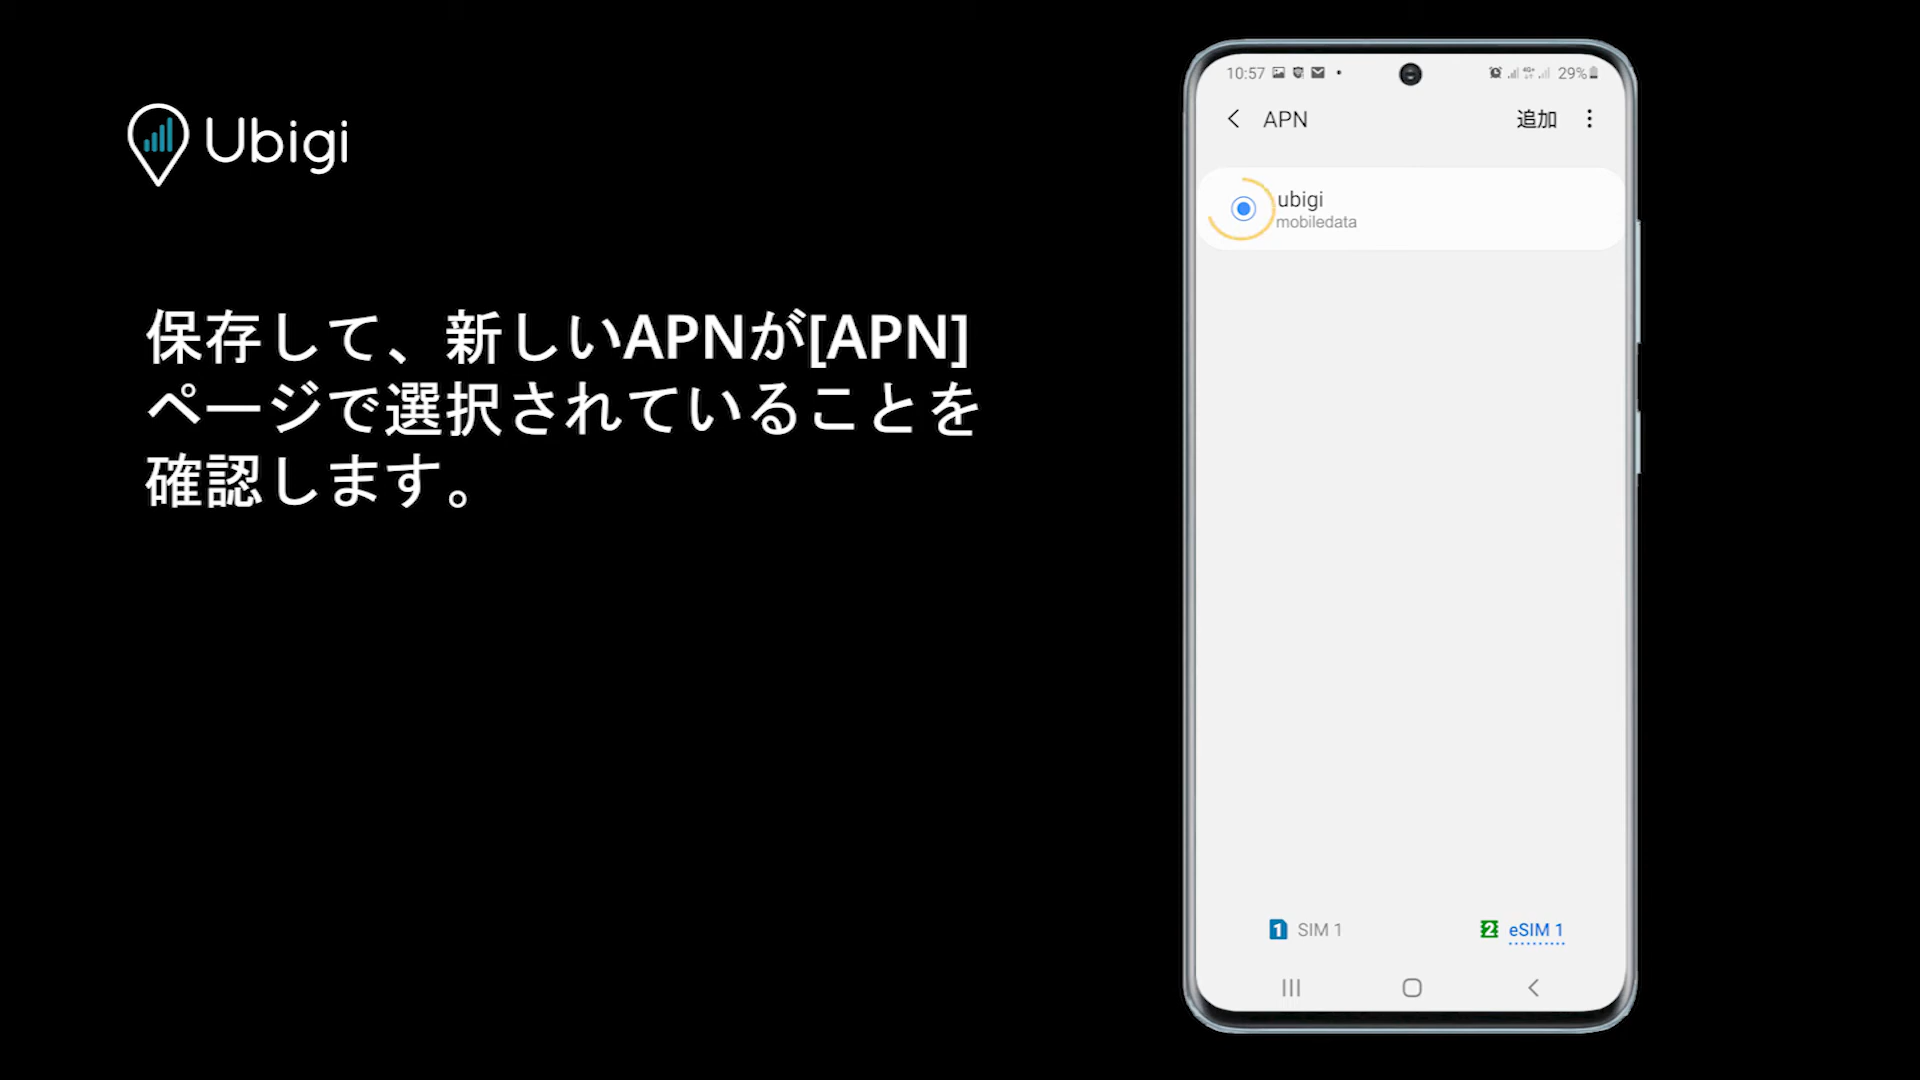 Ubigi
保存して、新しいAPNが[APN]
ページで選択されていることを
確認します。
10:57 29%
APN 追加
ubigi
mobiledata
1 SIM 1 2 eSIM 1